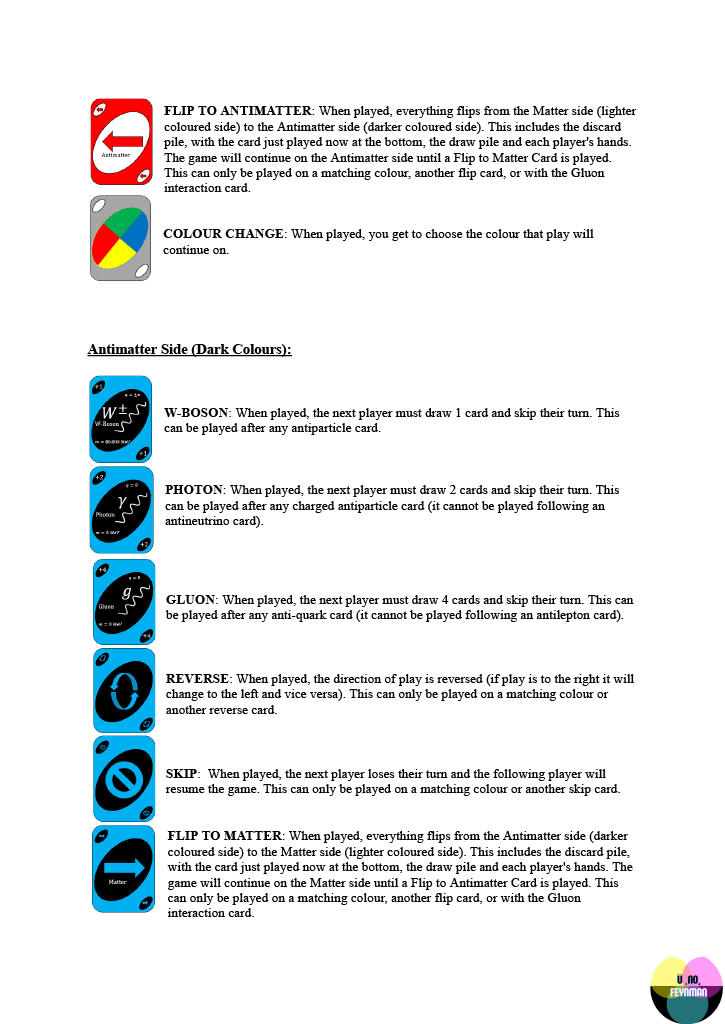 FLIP TO ANTIMATTER: When played, everything flips from the Matter side (lighter
coloured side) to the Antimatter side (darker coloured side). This includes the discard
pile, with the card just played now at the bottom, the draw pile and each player's hands.
The game will continue on the Antimatter side until a Flip to Matter Card is played.
This can only be played on a matching colour, another flip card, or with the Gluon
interaction card.
Antimatter
COLOUR CHANGE: When played, you get to choose the colour that play will
continue on.
Antimatter Side (Dark Colours):
+1
q = ±e
W±
W-Boson
m = 80,000 MeV
+1
W-BOSON: When played, the next player must draw 1 card and skip their turn. This
can be played after any antiparticle card.
+2
q = 0
γ
Photon
m = 0 MeV
+2
PHOTON: When played, the next player must draw 2 cards and skip their turn. This
can be played after any charged antiparticle card (it cannot be played following an
antineutrino card).
+4
q = 0
g
Gluon
m = 0 MeV
+4
GLUON: When played, the next player must draw 4 cards and skip their turn. This can
be played after any anti-quark card (it cannot be played following an antilepton card).
REVERSE: When played, the direction of play is reversed (if play is to the right it will
change to the left and vice versa). This can only be played on a matching colour or
another reverse card.
SKIP:  When played, the next player loses their turn and the following player will
resume the game. This can only be played on a matching colour or another skip card.
FLIP TO MATTER: When played, everything flips from the Antimatter side (darker
coloured side) to the Matter side (lighter coloured side). This includes the discard pile,
with the card just played now at the bottom, the draw pile and each player's hands. The
game will continue on the Matter side until a Flip to Antimatter Card is played. This
can only be played on a matching colour, another flip card, or with the Gluon
interaction card.
Matter
FEYNMAN